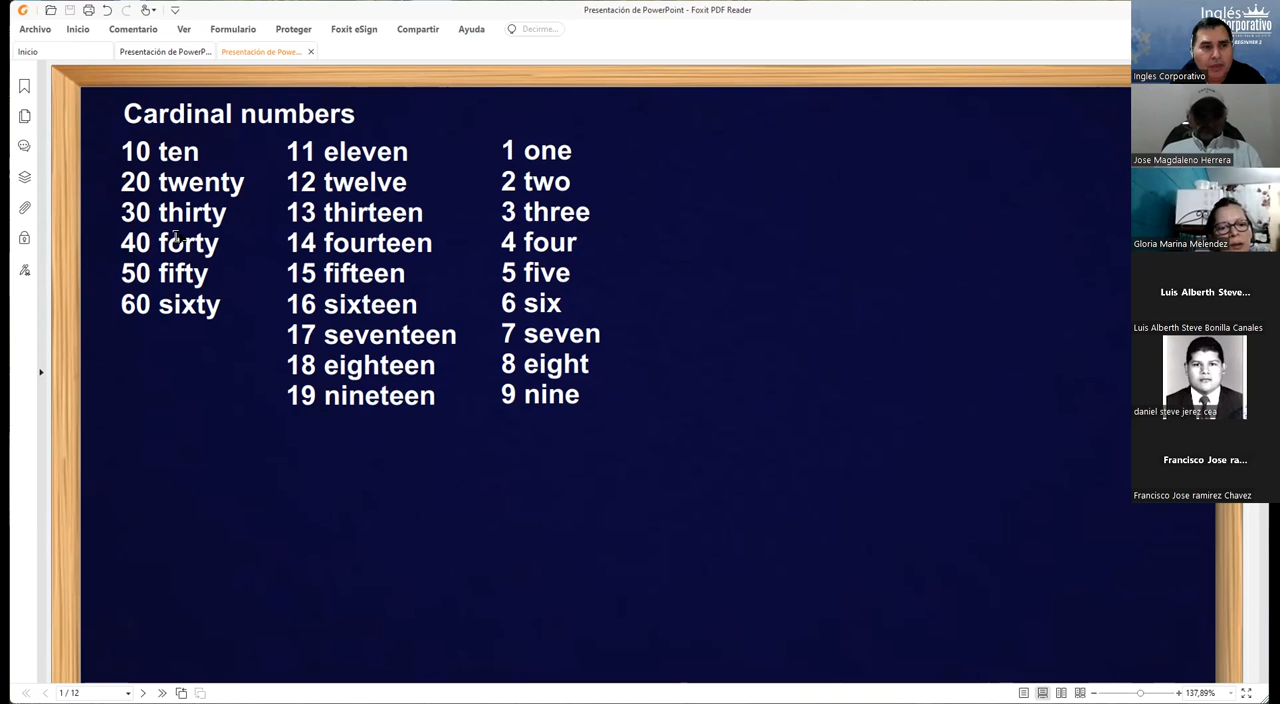 Presentación de PowerPoint - Foxit PDF Reader
Archivo Inicio Comentario Ver Formulario Proteger Foxit eSign Compartir Ayuda Decirme...
Inicio Presentación de PowerP... Presentación de Powe...
Cardinal numbers
10 ten
20 twenty
30 thirty
40 forty
50 fifty
60 sixty
11 eleven
12 twelve
13 thirteen
14 fourteen
15 fifteen
16 sixteen
17 seventeen
18 eighteen
19 nineteen
1 one
2 two
3 three
4 four
5 five
6 six
7 seven
8 eight
9 nine
Inglés
Corporativo
BEGINNER 2
Ingles Corporativo
Jose Magdaleno Herrera
Gloria Marina Melendez
Luis Alberth Steve...
Luis Alberth Steve Bonilla Canales
daniel steve jerez cea
Francisco Jose ra...
Francisco Jose ramirez Chavez
1 / 12
137,89%